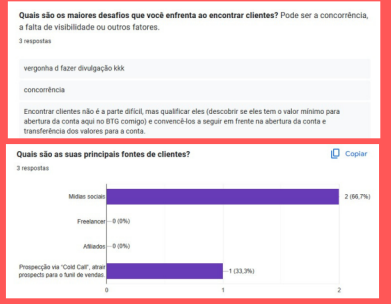 Quais são os maiores desafios que você enfrenta ao encontrar clientes? Pode ser a concorrência,
a falta de visibilidade ou outros fatores.
3 respostas
vergonha d fazer divulgação kkk
concorrência
Encontrar clientes não é a parte difícil, mas qualificar eles (descobrir se eles tem o valor mínimo para
abertura da conta aqui no BTG comigo) e convencê-los a seguir em frente na abertura da conta e
transferência dos valores para a conta.
Quais são as suas principais fontes de clientes?
Copiar
3 respostas
Mídias sociais
2 (66,7%)
Freelancer
0 (0%)
Afiliados
0 (0%)
Prospecção via "Cold Call", atrair
prospects para o funil de vendas.
1 (33,3%)
0
1
2